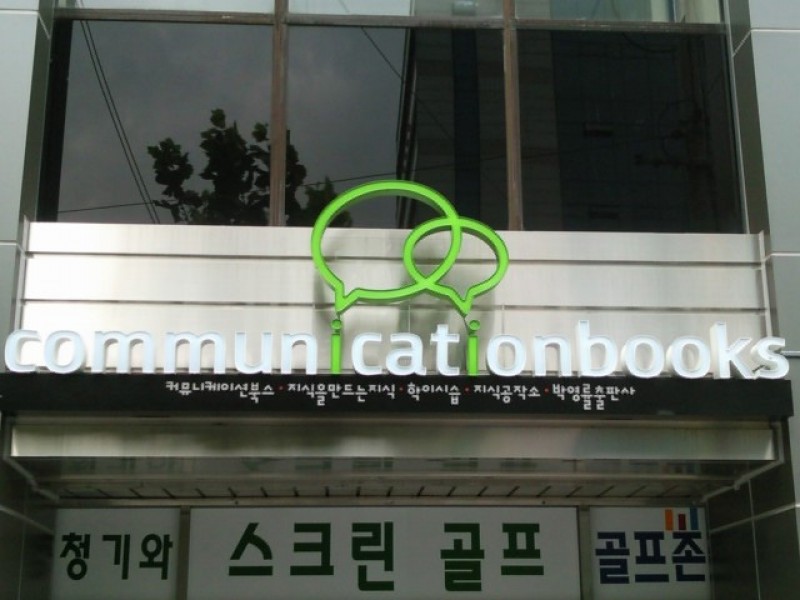 communicationbooks
커뮤니케이션북스 · 지식을만드는지식 · 학이시습 · 지식공작소 · 박영률출판사
청기와 스크린 골프 골프존